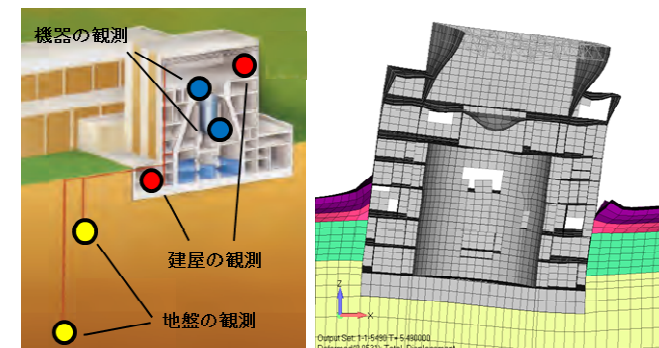 機器の観測
建屋の観測
地盤の観測
Z
X
Output Set: 1-1-5490 T= 5.490000